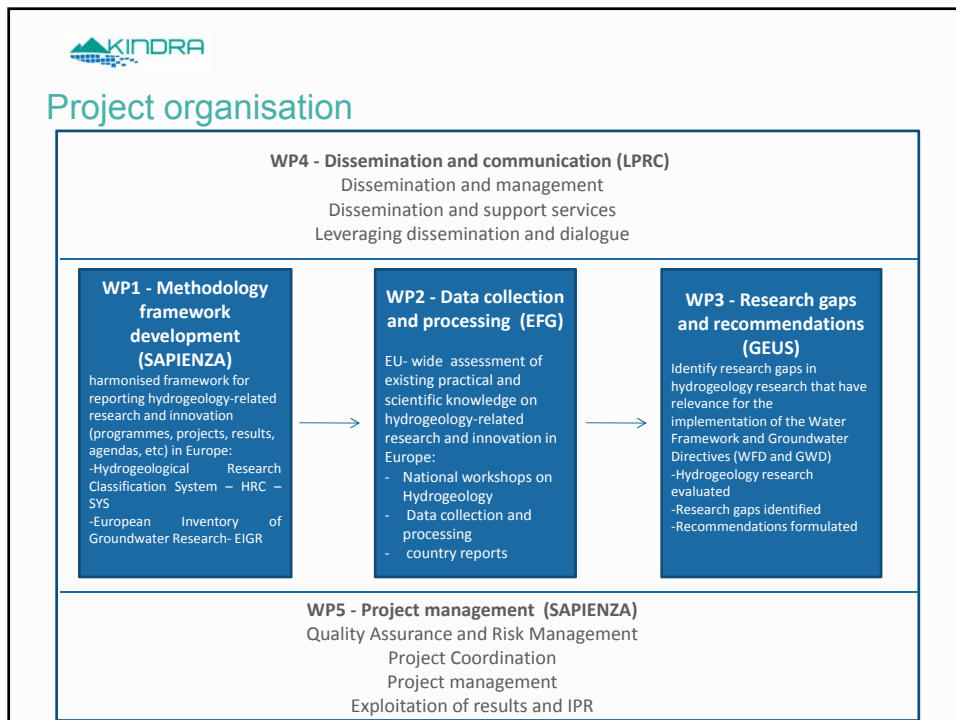 KINDRA
Project organisation
WP4 - Dissemination and communication (LPRC)
Dissemination and management
Dissemination and support services
Leveraging dissemination and dialogue
WP1 - Methodology
framework
development
(SAPIENZA)
harmonised framework for
reporting hydrogeology-related
research and innovation
(programmes, projects, results,
agendas, etc) in Europe:
-Hydrogeological Research
Classification System – HRC –
SYS
-European Inventory of
Groundwater Research- EIGR
WP2 - Data collection
and processing (EFG)
EU- wide assessment of
existing practical and
scientific knowledge on
hydrogeology-related
research and innovation in
Europe:
- National workshops on
Hydrogeology
- Data collection and
processing
- country reports
WP3 - Research gaps
and recommendations
(GEUS)
Identify research gaps in
hydrogeology research that have
relevance for the
implementation of the Water
Framework and Groundwater
Directives (WFD and GWD)
-Hydrogeology research
evaluated
-Research gaps identified
-Recommendations formulated
WP5 - Project management (SAPIENZA)
Quality Assurance and Risk Management
Project Coordination
Project management
Exploitation of results and IPR